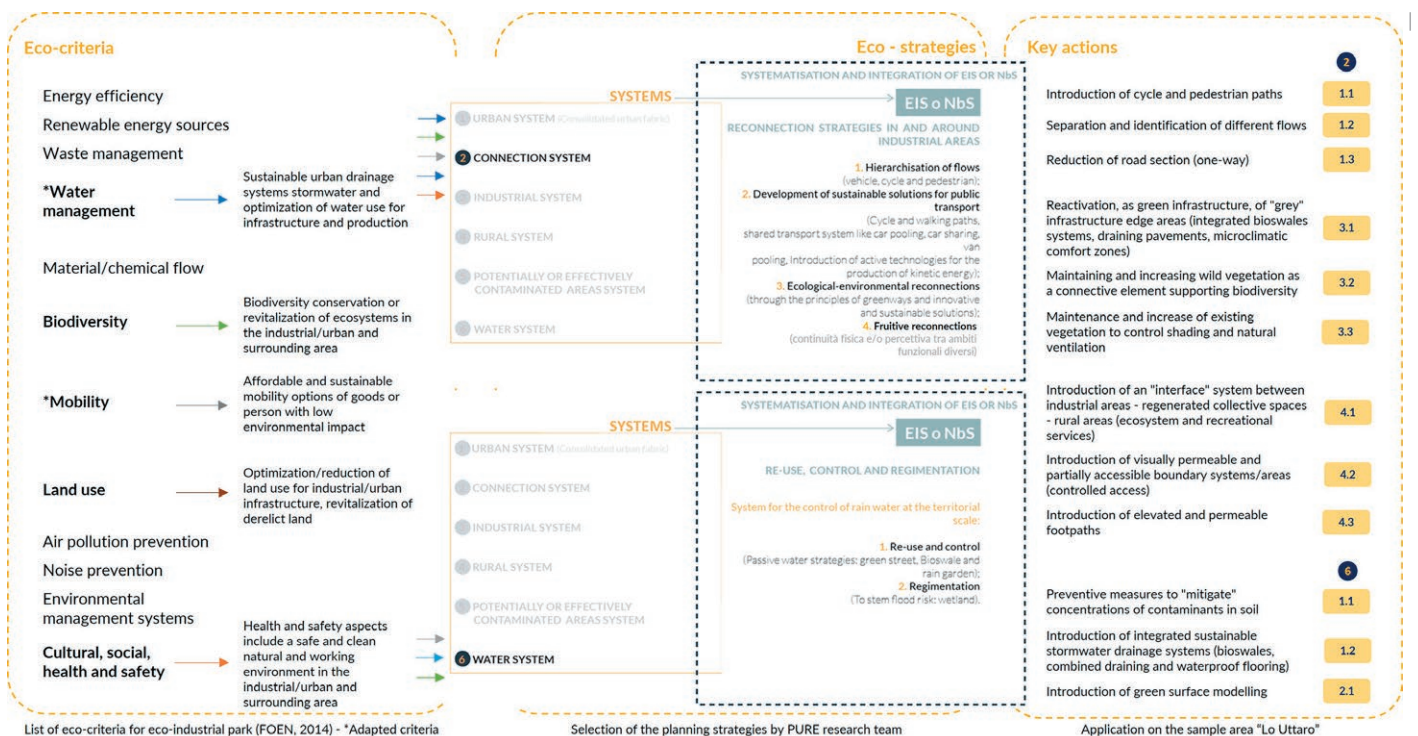 Eco-criteria
Energy efficiency
Renewable energy sources
Waste management
*Water
management
Sustainable urban drainage
systems stormwater and
optimization of water use for
infrastructure and production
Material/chemical flow
Biodiversity
Biodiversity conservation or
revitalization of ecosystems in
the industrial/urban and
surrounding area
*Mobility
Affordable and sustainable
mobility options of goods or
person with low
environmental impact
Land use
Optimization/reduction of
land use for industrial/urban
infrastructure, revitalization of
derelict land
Air pollution prevention
Noise prevention
Environmental
management systems
Cultural, social,
health and safety
Health and safety aspects
include a safe and clean
natural and working
environment in the
industrial/urban and
surrounding area
List of eco-criteria for eco-industrial park (FOEN, 2014) - *Adapted criteria
Eco - strategies
SYSTEMS
1 URBAN SYSTEM (Consolidated urban fabric)
2 CONNECTION SYSTEM
3 INDUSTRIAL SYSTEM
4 RURAL SYSTEM
5 POTENTIALLY OR EFFECTIVELY
CONTAMINATED AREAS SYSTEM
6 WATER SYSTEM
SYSTEMATISATION AND INTEGRATION OF EIS OR NbS
EIS o NbS
RECONNECTION STRATEGIES IN AND AROUND
INDUSTRIAL AREAS
1. Hierarchisation of flows
(vehicle, cycle and pedestrian);
2. Development of sustainable solutions for public
transport
(Cycle and walking paths,
shared transport system like car pooling, car sharing,
van
pooling, Introduction of active technologies for the
production of kinetic energy);
3. Ecological-environmental reconnections
(through the principles of greenways and innovative
and sustainable solutions);
4. Fruitive reconnections
(continuità fisica e/o percettiva tra ambiti
funzionali diversi)
SYSTEMS
1 URBAN SYSTEM (Consolidated urban fabric)
2 CONNECTION SYSTEM
3 INDUSTRIAL SYSTEM
4 RURAL SYSTEM
5 POTENTIALLY OR EFFECTIVELY
CONTAMINATED AREAS SYSTEM
6 WATER SYSTEM
SYSTEMATISATION AND INTEGRATION OF EIS OR NbS
EIS o NbS
RE-USE, CONTROL AND REGIMENTATION
System for the control of rain water at the territorial
scale:
1. Re-use and control
(Passive water strategies: green street, Bioswale and
rain garden);
2. Regimentation
(To stem flood risk: wetland).
Selection of the planning strategies by PURE research team
Key actions
2
Introduction of cycle and pedestrian paths 1.1
Separation and identification of different flows 1.2
Reduction of road section (one-way) 1.3
Reactivation, as green infrastructure, of "grey"
infrastructure edge areas (integrated bioswales
systems, draining pavements, microclimatic
comfort zones)
3.1
Maintaining and increasing wild vegetation as
a connective element supporting biodiversity
3.2
Maintenance and increase of existing
vegetation to control shading and natural
ventilation
3.3
Introduction of an "interface" system between
industrial areas - regenerated collective spaces
- rural areas (ecosystem and recreational
services)
4.1
Introduction of visually permeable and
partially accessible boundary systems/areas
(controlled access)
4.2
Introduction of elevated and permeable
footpaths
4.3
6
Preventive measures to "mitigate"
concentrations of contaminants in soil
1.1
Introduction of integrated sustainable
stormwater drainage systems (bioswales,
combined draining and waterproof flooring)
1.2
Introduction of green surface modelling 2.1
Application on the sample area "Lo Uttaro"